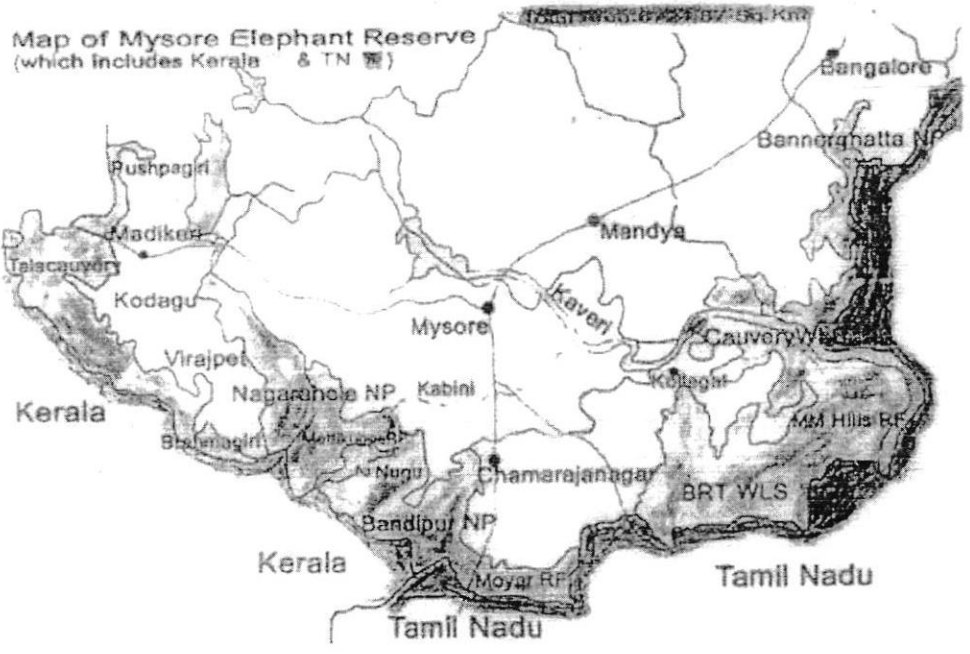 Map of Mysore Elephant Reserve
(which includes Kerala & TN)
Bangalore
Bannerghatta NP
Pushpagiri
Madikeri
Mandya
Talacauvery
Kodagu
Kaveri
Mysore
Cauvery
Virajpet
Kollegal
Nagarahole NP
Kabini
Kerala
MM Hills RF
Brahmagiri
N Nugu
Chamarajanagar
BRT WLS
Bandipur NP
Kerala
Moyar RF
Tamil Nadu
Tamil Nadu